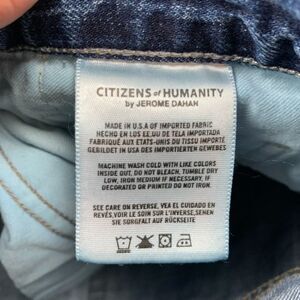 CITIZENS of HUMANITY
by JEROME DAHAN
MADE IN U.S.A OF IMPORTED FABRIC
HECHO EN LOS EE.UU DE TELA IMPORTADA
FABRIQUÉ AUX ETATS-UNIS DU TISSU IMPORTÉ
GEBILDET IN USA DES IMPORTIERTEN GEWEBES
MACHINE WASH COLD WITH LIKE COLORS
INSIDE OUT, DO NOT BLEACH, TUMBLE DRY
LOW, IRON MEDIUM IF NECESSARY, IF
DECORATED OR PRINTED DO NOT IRON.
SEE CARE ON REVERSE, VEA EL CUIDADO EN
REVÉS, VOIR LE SOIN SUR L'INVERSE, SEHEN
SIE SORGFALT AUF RÜCKSEITE